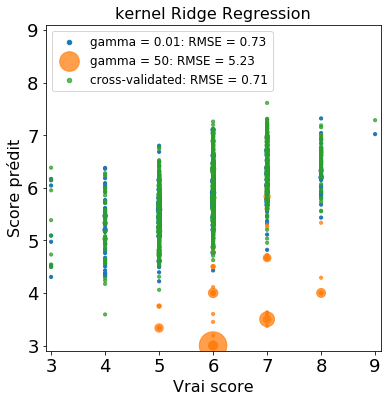 kernel Ridge Regression
gamma = 0.01: RMSE = 0.73
gamma = 50: RMSE = 5.23
cross-validated: RMSE = 0.71
9
8
7
6
5
4
3
Score prédit
3 4 5 6 7 8 9
Vrai score